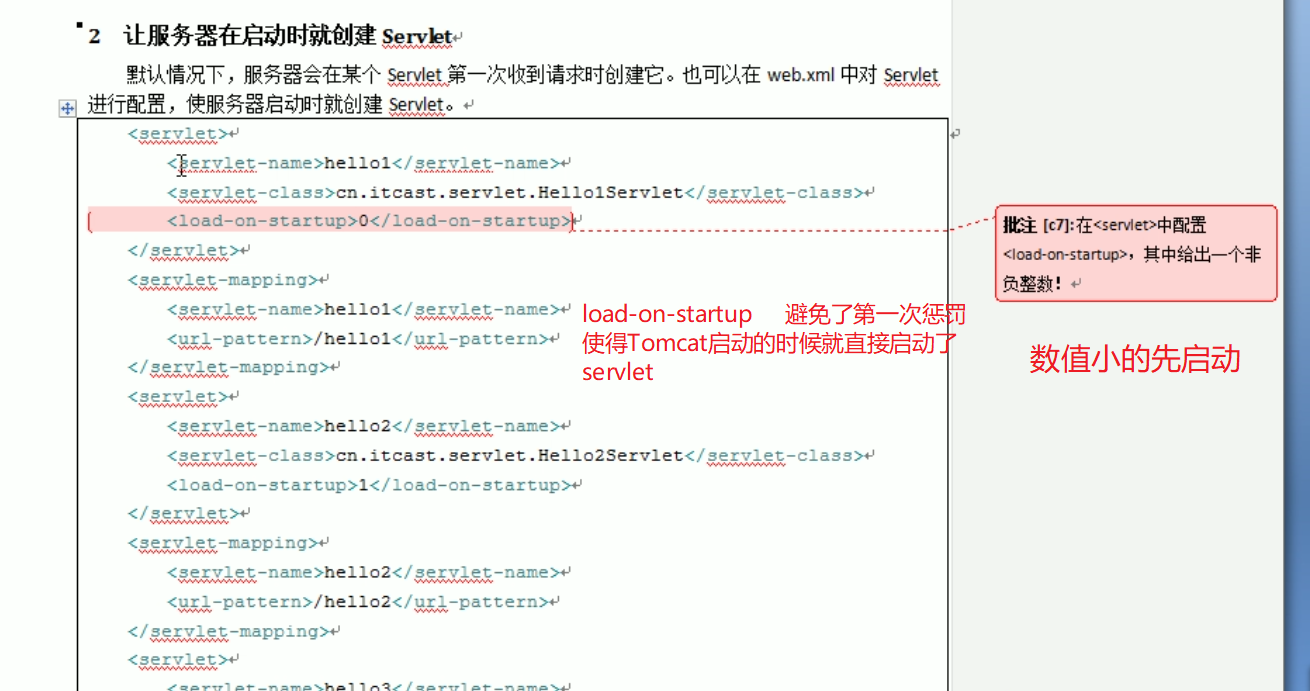 2 让服务器在启动时就创建 Servlet
默认情况下，服务器会在某个 Servlet 第一次收到请求时创建它。也可以在 web.xml 中对 Servlet
进行配置，使服务器启动时就创建 Servlet。
<servlet>
<servlet-name>hello1</servlet-name>
<servlet-class>cn.itcast.servlet.Hello1Servlet</servlet-class>
<load-on-startup>0</load-on-startup>
</servlet>
<servlet-mapping>
<servlet-name>hello1</servlet-name>
<url-pattern>/hello1</url-pattern>
</servlet-mapping>
<servlet>
<servlet-name>hello2</servlet-name>
<servlet-class>cn.itcast.servlet.Hello2Servlet</servlet-class>
<load-on-startup>1</load-on-startup>
</servlet>
<servlet-mapping>
<servlet-name>hello2</servlet-name>
<url-pattern>/hello2</url-pattern>
</servlet-mapping>
<servlet>
<servlet-name>hello3</servlet-name>
load-on-startup 避免了第一次惩罚
使得Tomcat启动的时候就直接启动了
servlet
批注 [c7]:在<servlet>中配置
<load-on-startup>，其中给出一个非
负整数！
数值小的先启动